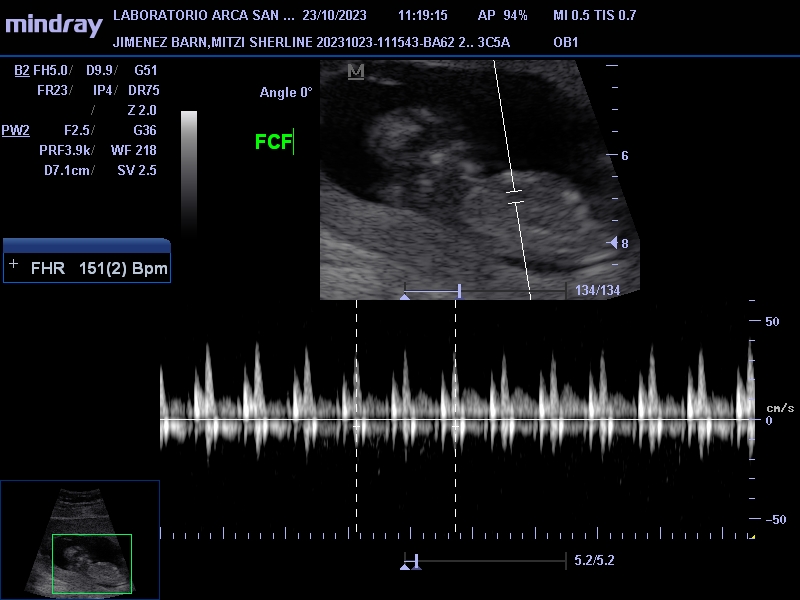 mindray LABORATORIO ARCA SAN ... 23/10/2023 11:19:15 AP 94% MI 0.5 TIS 0.7
JIMENEZ BARN,MITZI SHERLINE 20231023-111543-BA62 2.. 3C5A OB1
B2 FH5.0/ D9.9/ G51
FR23/ IP4/ DR75
/ Z 2.0
PW2 F2.5/ G36
PRF3.9k/ WF 218
D7.1cm/ SV 2.5
M
Angle 0°
FCF
6
8
+ FHR 151(2) Bpm
134/134
50
cm/s
0
-50
5.2/5.2